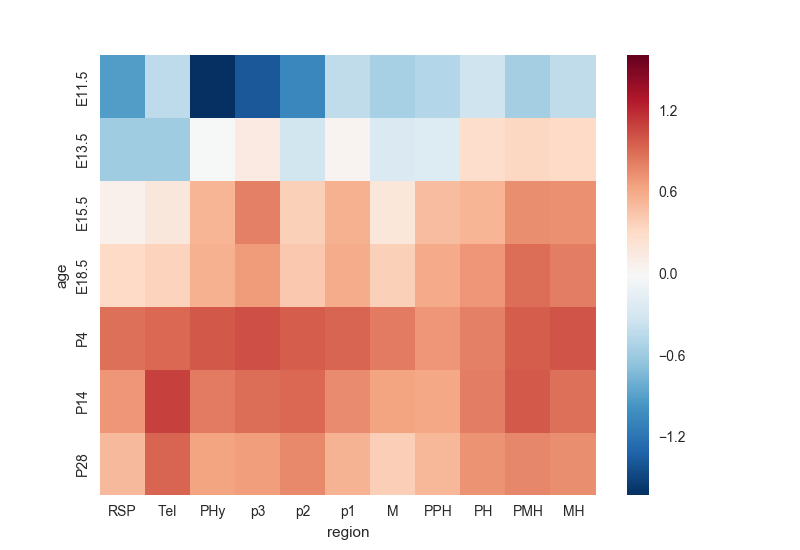 E11.5
E13.5
E15.5
E18.5
P4
P14
P28
age
RSP Tel PHy p3 p2 p1 M PPH PH PMH MH
region
1.2
0.6
0.0
−0.6
−1.2